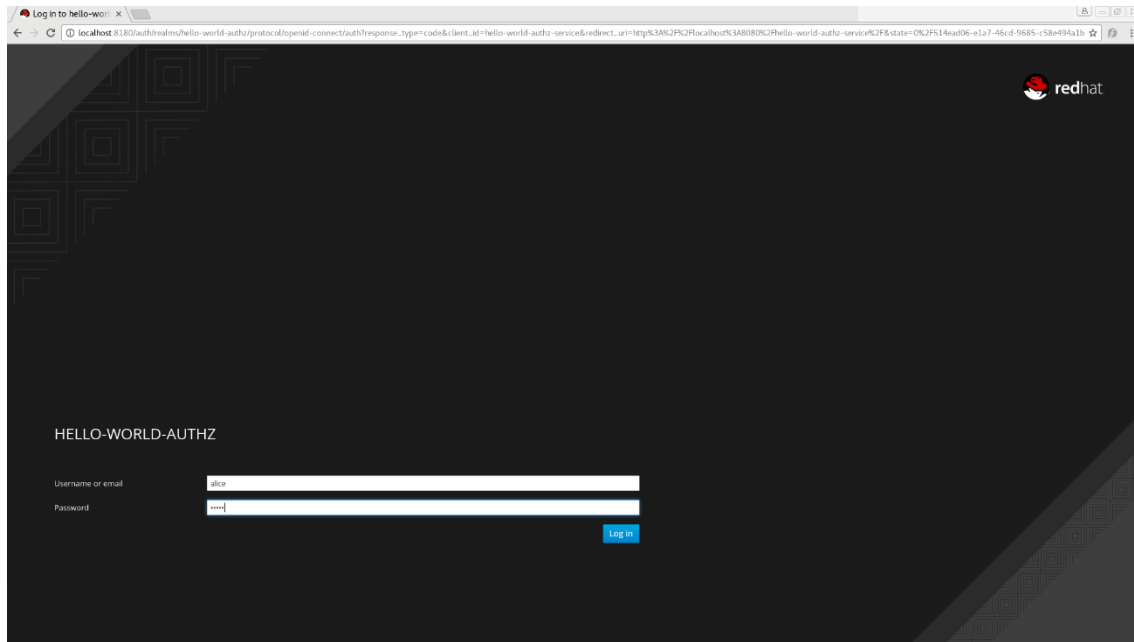 Log in to hello-worl
localhost:8180/auth/realms/hello-world-authz/protocol/openid-connect/auth?response_type=code&client_id=hello-world-authz-service&redirect_uri=http%3A%2F%2Flocalhost%3A8080%2Fhello-world-authz-service%2F&state=0%2F514ead06-e1a7-46cd-9685-c58e494a1b
redhat
HELLO-WORLD-AUTHZ
Username or email alice
Password •••••
Log in